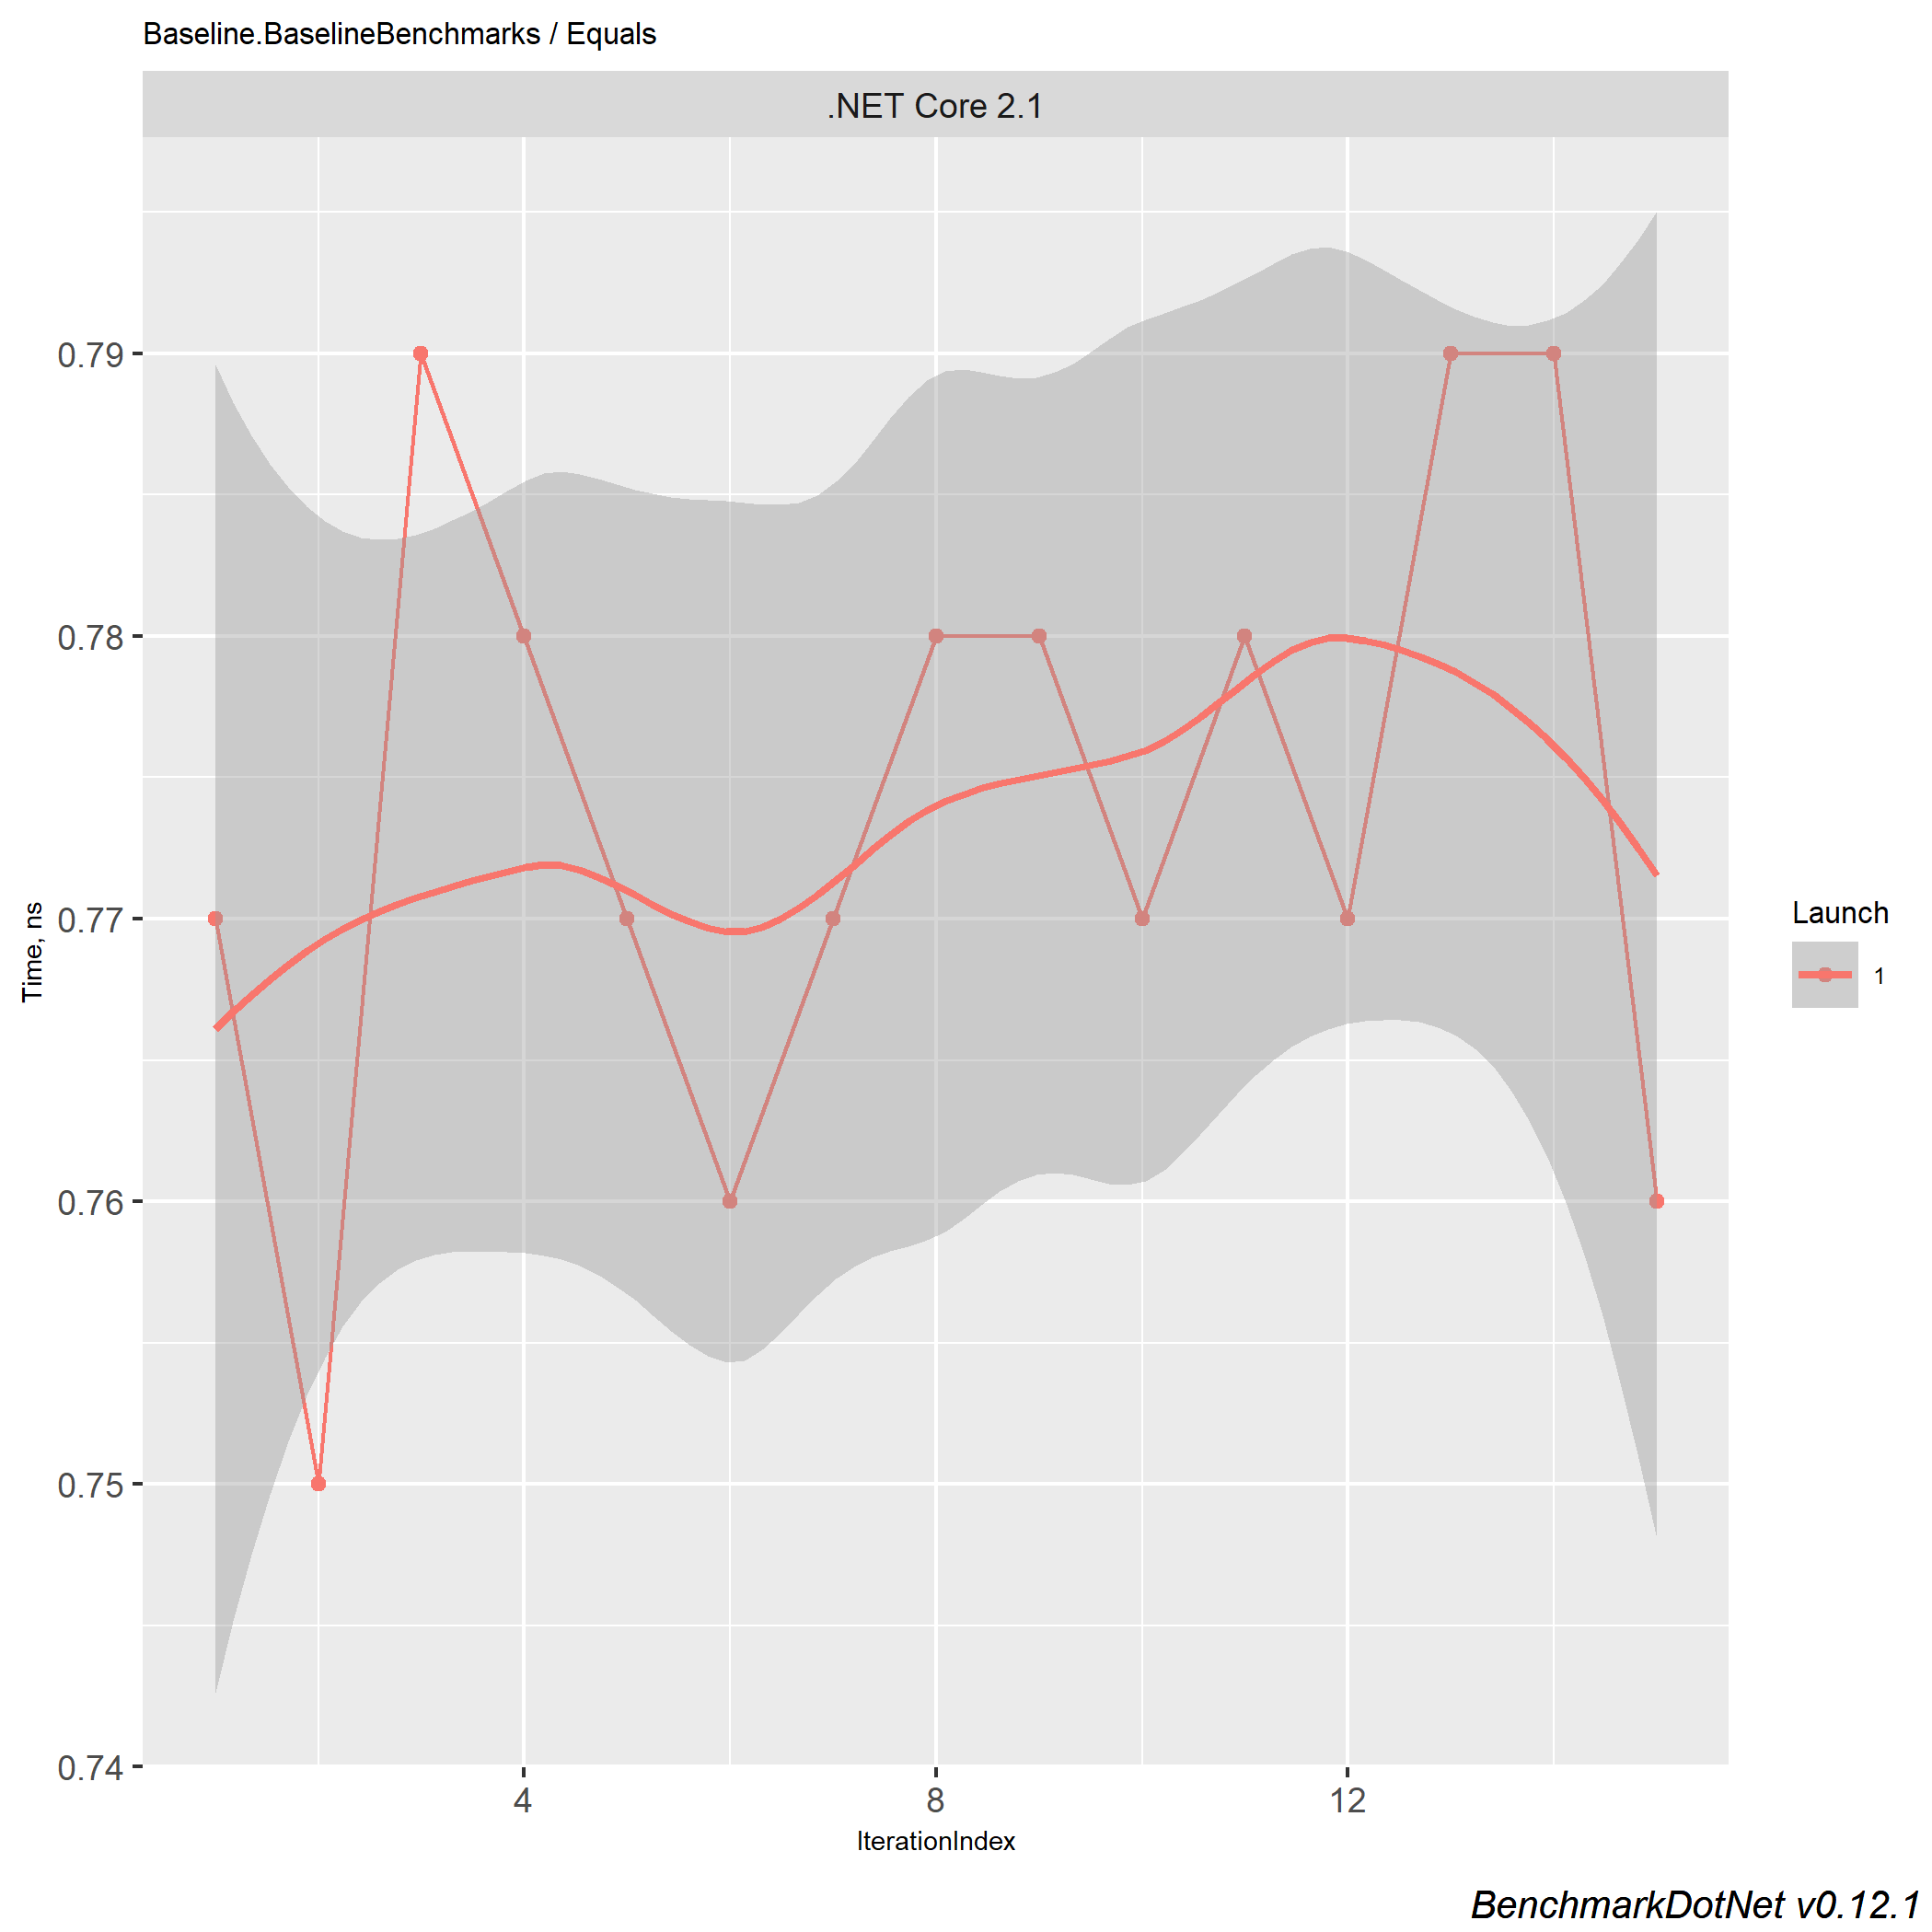 Baseline.BaselineBenchmarks / Equals
.NET Core 2.1
0.79
0.78
0.77
0.76
0.75
0.74
Time, ns
4 8 12
IterationIndex
Launch
1
BenchmarkDotNet v0.12.1